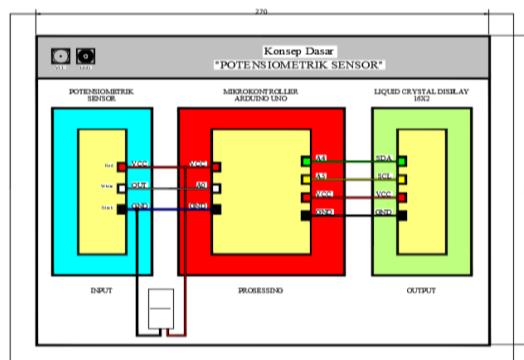 270
Konsep Dasar
"POTENSIOMETRIK SENSOR"
POTENSIOMETRIK
SENSOR
MIKROKONTROLLER
ARDUINO UNO
LIQUID CRYSTAL DISPLAY
16X2
VCC
OUT
GND
VCC
A0
GND
A4
A5
VCC
GND
SDA
SCL
VCC
GND
INPUT
PROSESSING
OUTPUT